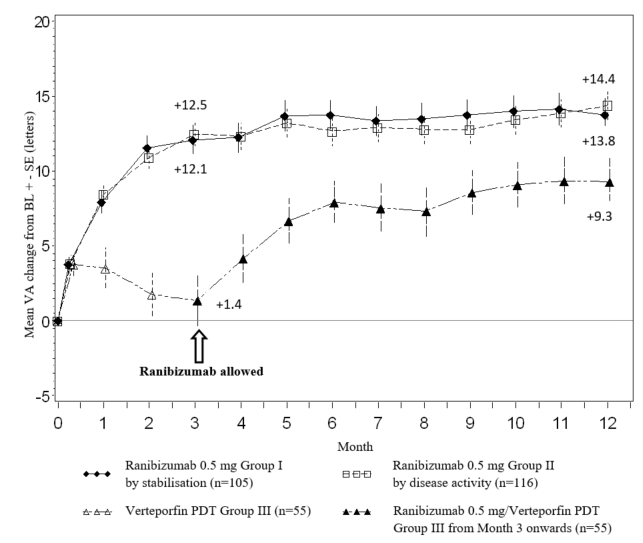 Mean VA change from BL + - SE (letters)
20
15
10
5
0
-5
+12.5
+12.1
+1.4
+14.4
+13.8
+9.3
Ranibizumab allowed
0 1 2 3 4 5 6 7 8 9 10 11 12
Month
Ranibizumab 0.5 mg Group I
by stabilisation (n=105)
Ranibizumab 0.5 mg Group II
by disease activity (n=116)
Verteporfin PDT Group III (n=55)
Ranibizumab 0.5 mg/Verteporfin PDT
Group III from Month 3 onwards (n=55)